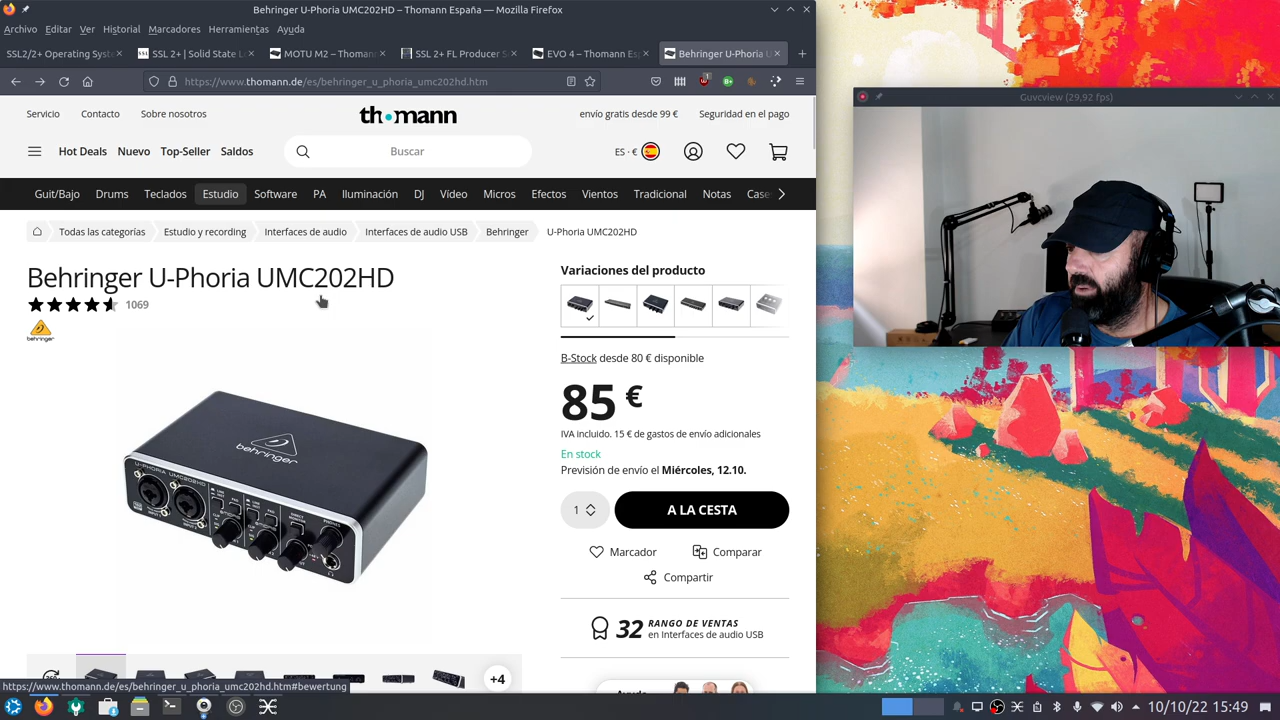 Behringer U-Phoria UMC202HD – Thomann España — Mozilla Firefox
Archivo Editar Ver Historial Marcadores Herramientas Ayuda
SSL2/2+ Operating Syste
SSL 2+ | Solid State L
MOTU M2 – Thomann
SSL 2+ FL Producer S
EVO 4 – Thomann Esp
Behringer U-Phoria U
https://www.thomann.de/es/behringer_u_phoria_umc202hd.htm
Guvcview (29,92 fps)
Servicio Contacto Sobre nosotros
thomann
envío gratis desde 99 € Seguridad en el pago
Hot Deals Nuevo Top-Seller Saldos
Buscar
ES · €
Guit/Bajo Drums Teclados Estudio Software PA Iluminación DJ Vídeo Micros Efectos Vientos Tradicional Notas Case
Todas las categorías Estudio y recording Interfaces de audio Interfaces de audio USB Behringer U-Phoria UMC202HD
Behringer U-Phoria UMC202HD
1069
behringer
Variaciones del producto
B-Stock desde 80 € disponible
85 €
IVA incluido. 15 € de gastos de envío adicionales
En stock
Previsión de envío el Miércoles, 12.10.
1
A LA CESTA
Marcador Comparar
Compartir
32 RANGO DE VENTAS
en Interfaces de audio USB
behringer
U-PHORIA UMC202HD
+4
https://www.thomann.de/es/behringer_u_phoria_umc202hd.htm#bewertung
10/10/22 15:49